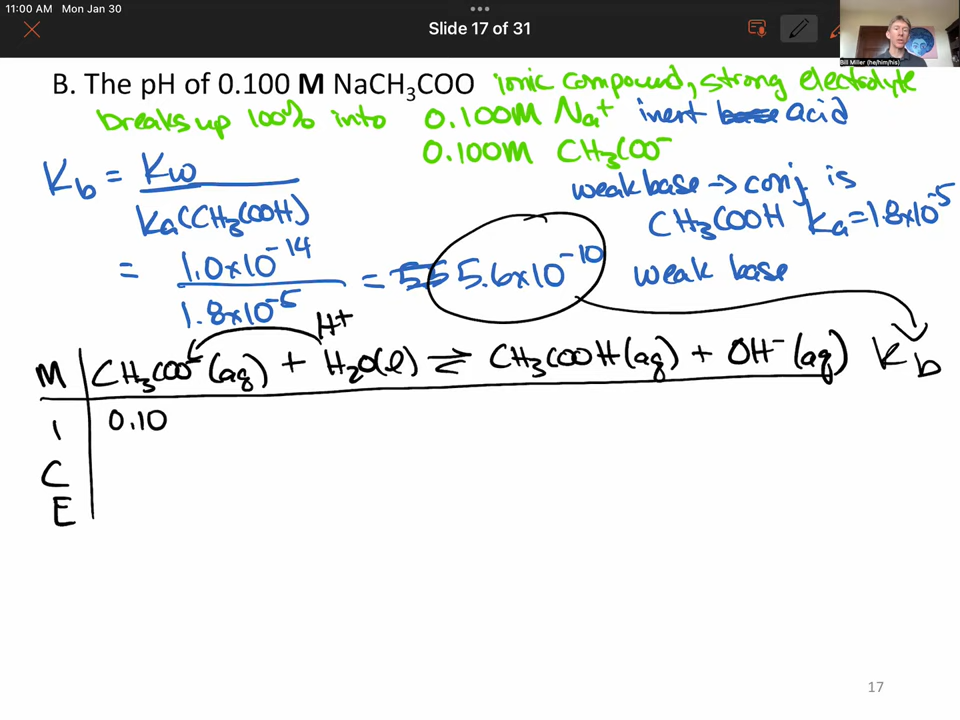 11:00 AM Mon Jan 30
Slide 17 of 31
Bill Miller (he/him/his)
B. The pH of 0.100 M NaCH₃COO ionic compound, strong electrolyte
breaks up 100% into 0.100M Na⁺ inert base acid
0.100M CH₃COO⁻
Kb = Kw / Ka(CH₃COOH)
weak base → conj is
CH₃COOH Ka = 1.8x10⁻⁵
= 1.0x10⁻¹⁴ / 1.8x10⁻⁵ = 55 5.6x10⁻¹⁰ weak base
H⁺
M CH₃COO⁻(aq) + H₂O(l) ⇌ CH₃COOH(aq) + OH⁻(aq) Kb
I 0.10
C
E
17